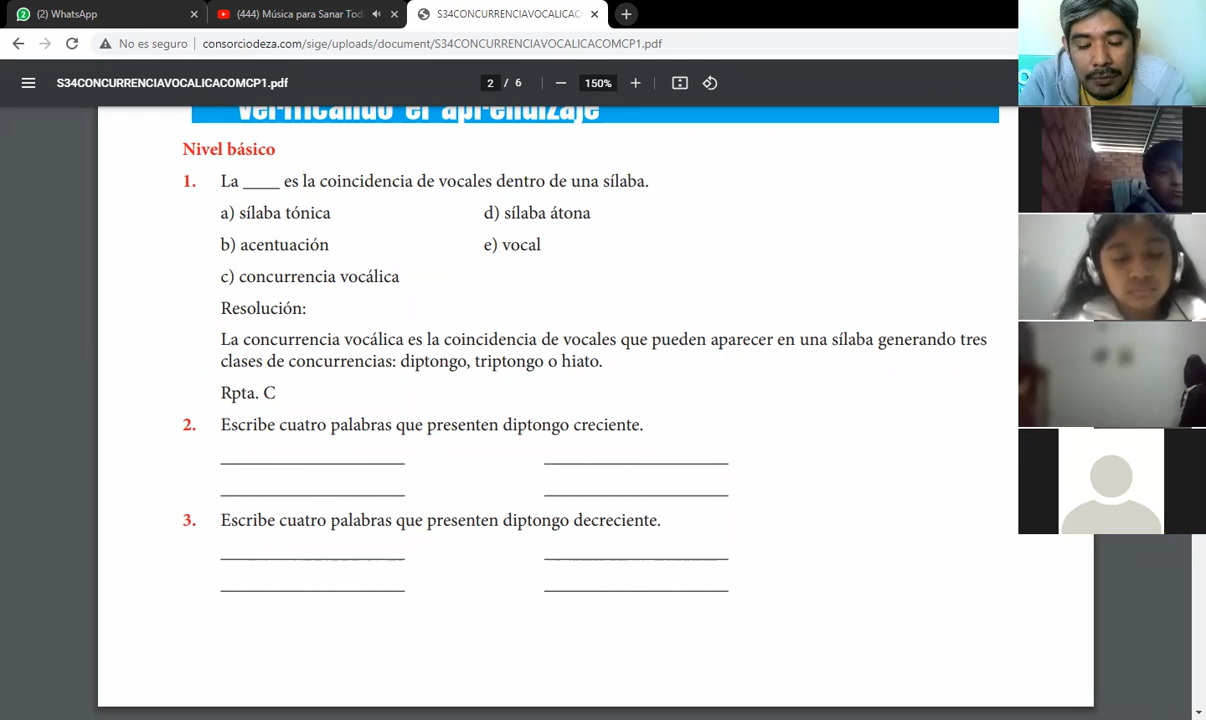 (2) WhatsApp
(444) Música para Sanar Tod
S34CONCURRENCIAVOCALICAC
No es seguro
consorciodeza.com/sige/uploads/document/S34CONCURRENCIAVOCALICACOMCP1.pdf
S34CONCURRENCIAVOCALICACOMCP1.pdf
2 / 6
150%
Verificando el aprendizaje
Nivel básico
1. La ____ es la coincidencia de vocales dentro de una sílaba.
a) sílaba tónica
d) sílaba átona
b) acentuación
e) vocal
c) concurrencia vocálica
Resolución:
La concurrencia vocálica es la coincidencia de vocales que pueden aparecer en una sílaba generando tres
clases de concurrencias: diptongo, triptongo o hiato.
Rpta. C
2. Escribe cuatro palabras que presenten diptongo creciente.
3. Escribe cuatro palabras que presenten diptongo decreciente.